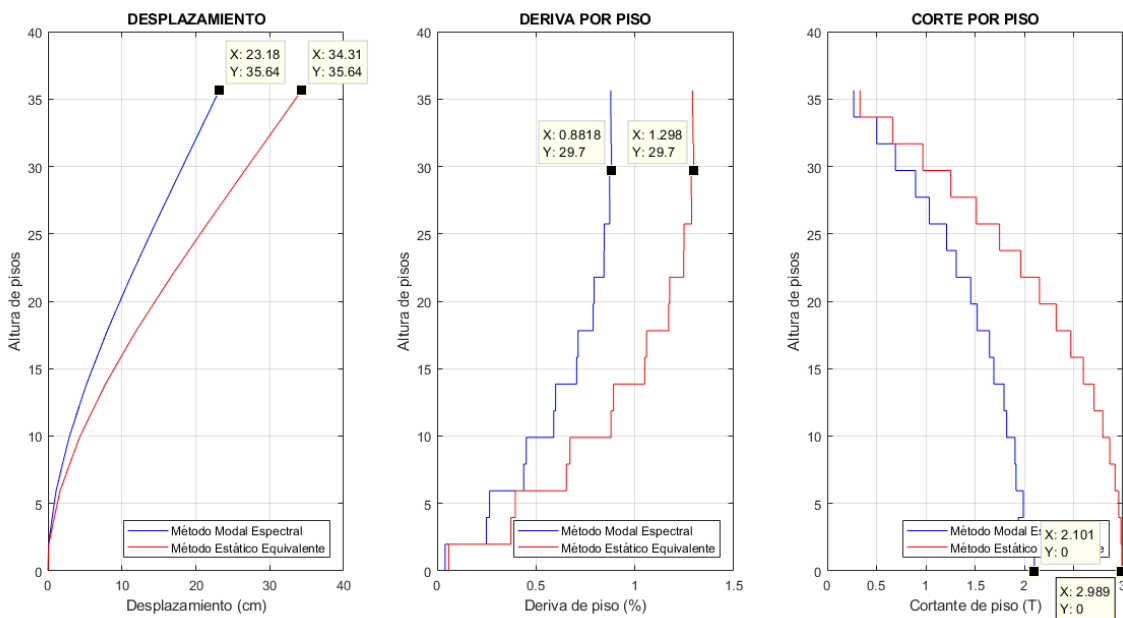 DESPLAZAMIENTO
40
35
30
25
20
15
10
5
0
Altura de pisos
X: 23.18
Y: 35.64
X: 34.31
Y: 35.64
Método Modal Espectral
Método Estático Equivalente
0 10 20 30 40
Desplazamiento (cm)
DERIVA POR PISO
40
35
30
25
20
15
10
5
0
Altura de pisos
X: 0.8818
Y: 29.7
X: 1.298
Y: 29.7
Método Modal Espectral
Método Estático Equivalente
0 0.5 1 1.5
Deriva de piso (%)
CORTE POR PISO
40
35
30
25
20
15
10
5
0
Altura de pisos
Método Modal Es
Método Estático
e
X: 2.101
Y: 0
X: 2.989
Y: 0
0 0.5 1 1.5 2 3
Cortante de piso (T)